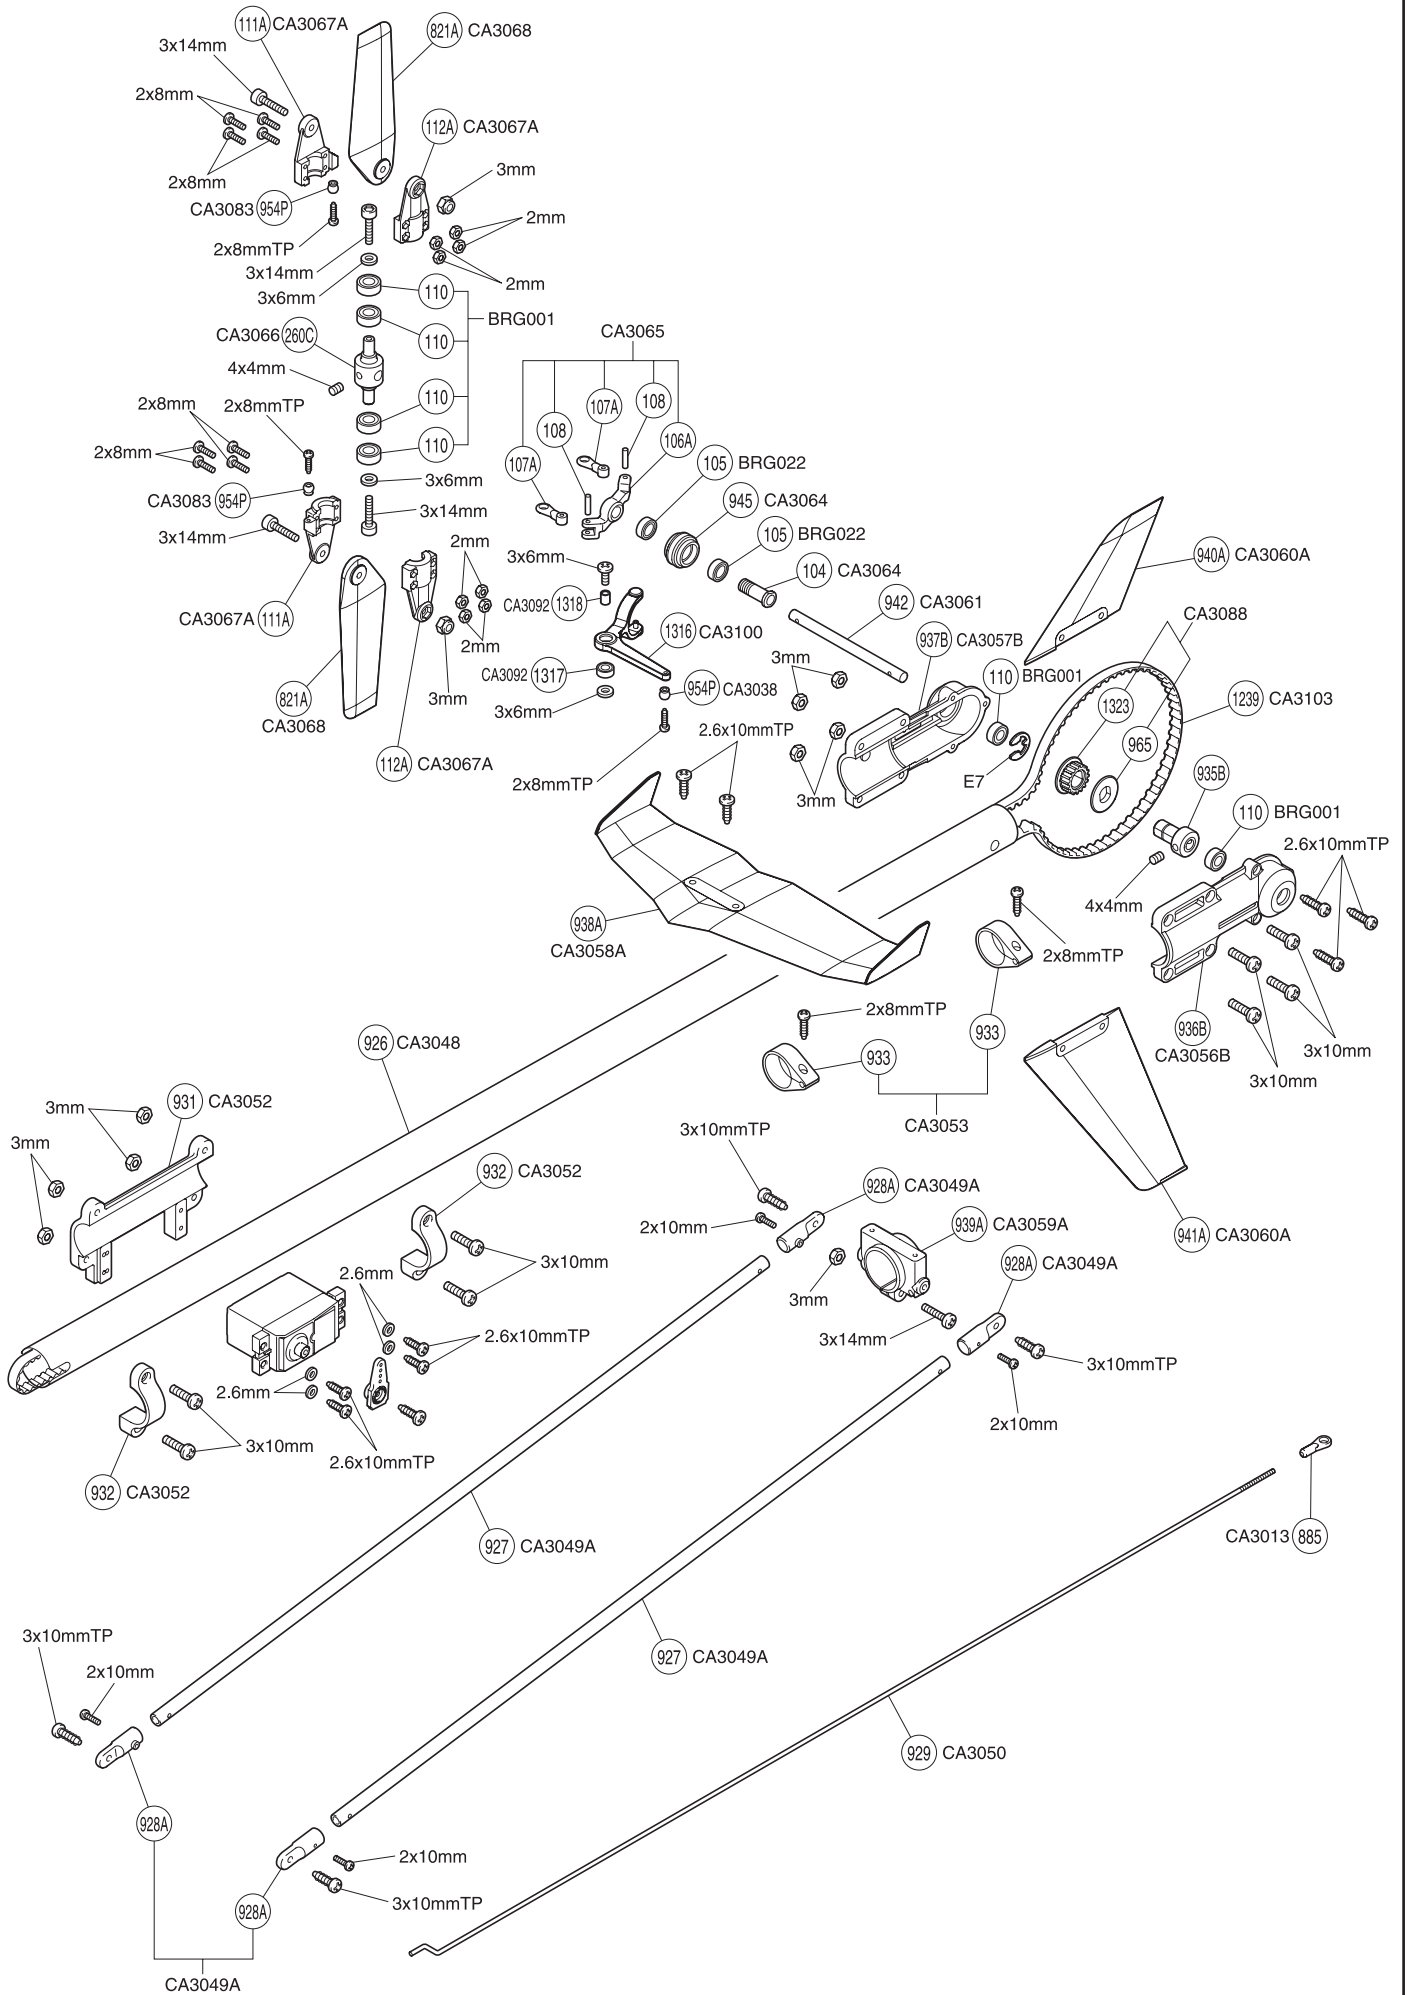 111A CA3067A
821A CA3068
3x14mm
2x8mm
112A CA3067A
3mm
2x8mm
CA3083 954P
2mm
2x8mmTP
3x14mm
2mm
3x6mm
110
BRG001
CA3066 260C
110
CA3065
4x4mm
110
107A
108
2x8mm
2x8mmTP
108
106A
2x8mm
110
107A
105 BRG022
3x6mm
CA3083 954P
945 CA3064
3x14mm
3x14mm
105 BRG022
2mm
3x6mm
940A CA3060A
104 CA3064
CA3092 1318
942 CA3061
CA3067A 111A
CA3088
1316 CA3100
937B CA3057B
2mm
3mm
110 BRG001
CA3092 1317
954P CA3038
821A
3mm
1239 CA3103
CA3068
3x6mm
1323
2.6x10mmTP
965
112A CA3067A
2x8mmTP
E7
935B
3mm
110 BRG001
2.6x10mmTP
4x4mm
938A
CA3058A
2x8mmTP
2x8mmTP
933
936B
926 CA3048
933
CA3056B
3x10mm
3x10mm
931 CA3052
3mm
CA3053
3x10mmTP
3mm
932 CA3052
928A CA3049A
2x10mm
939A CA3059A
941A CA3060A
3x10mm
928A CA3049A
2.6mm
3mm
2.6x10mmTP
3x14mm
3x10mmTP
2.6mm
2x10mm
3x10mm
2.6x10mmTP
932 CA3052
CA3013 885
927 CA3049A
3x10mmTP
927 CA3049A
2x10mm
929 CA3050
928A
2x10mm
3x10mmTP
928A
CA3049A